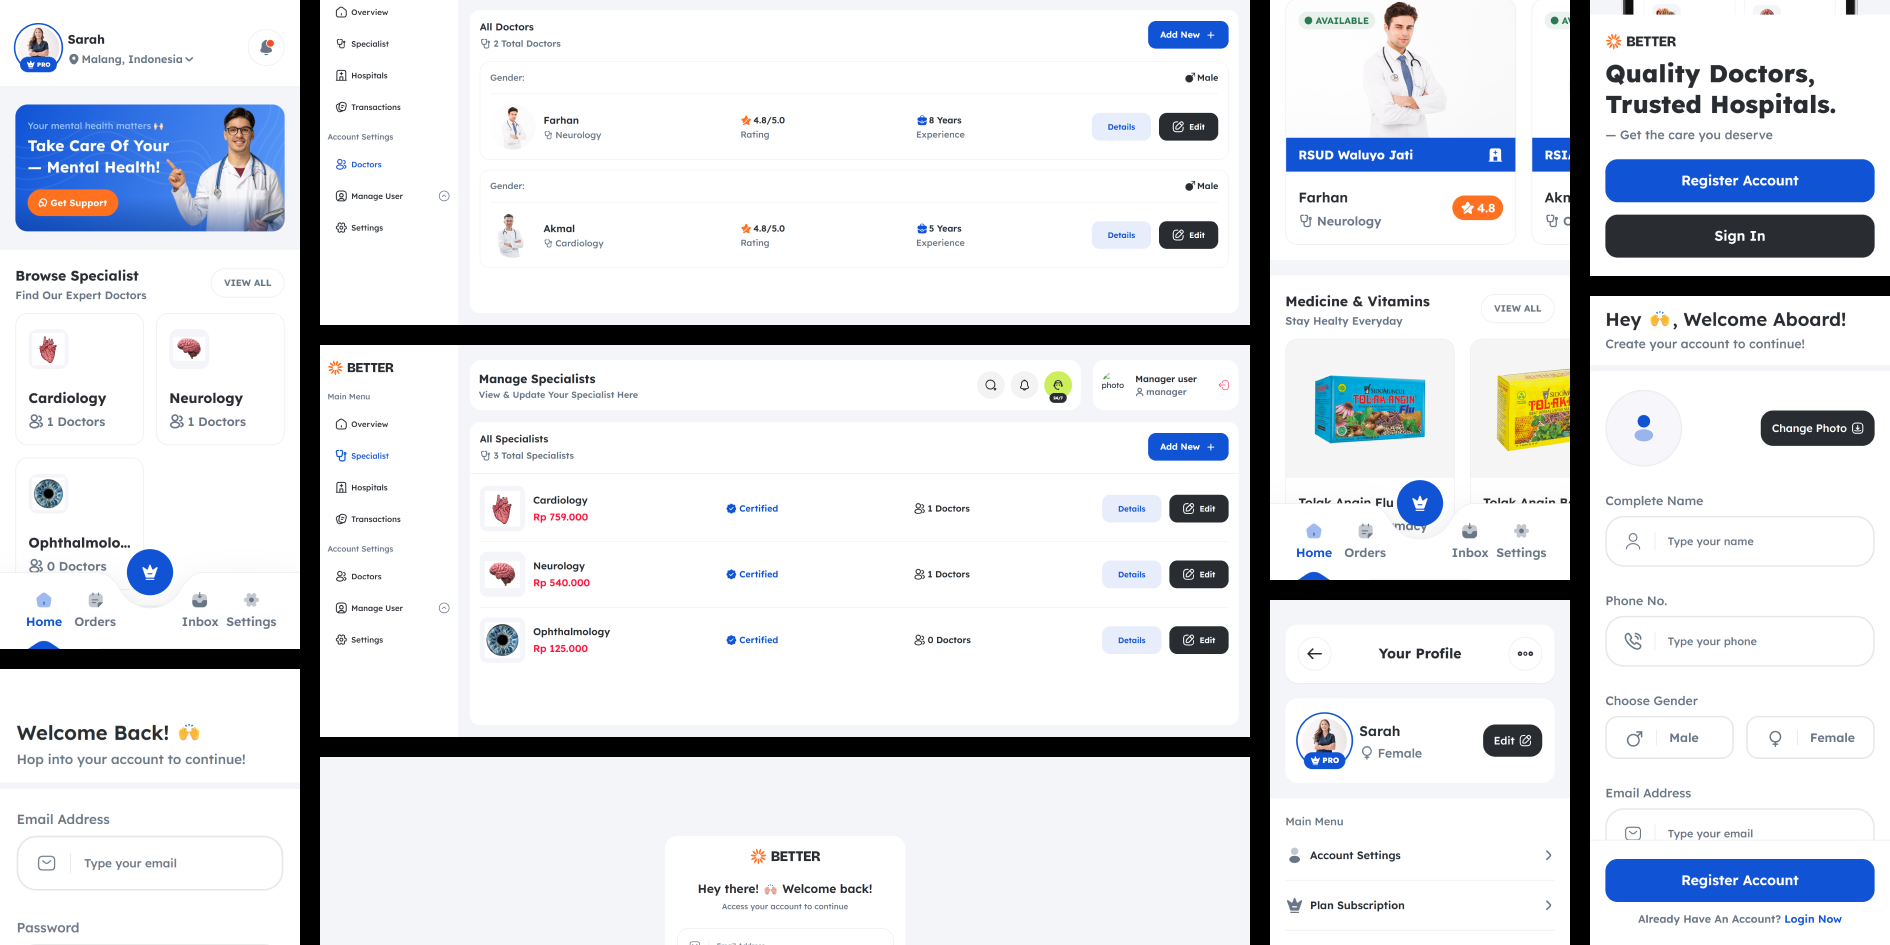 Sarah
PRO
Malang, Indonesia
Your mental health matters 🙌
Take Care Of Your
— Mental Health!
Get Support
Browse Specialist
Find Our Expert Doctors
VIEW ALL
Cardiology
1 Doctors
Neurology
1 Doctors
Ophthalmolo...
0 Doctors
Home
Orders
Inbox
Settings
Welcome Back! 🙌
Hop into your account to continue!
Email Address
Type your email
Password
Overview
Specialist
Hospitals
Transactions
Account Settings
Doctors
Manage User
Settings
All Doctors
2 Total Doctors
Add New +
Gender:
Male
Farhan
Neurology
4.8/5.0
Rating
8 Years
Experience
Details
Edit
Gender:
Male
Akmal
Cardiology
4.8/5.0
Rating
5 Years
Experience
Details
Edit
BETTER
Main Menu
Overview
Specialist
Hospitals
Transactions
Account Settings
Doctors
Manage User
Settings
Manage Specialists
View & Update Your Specialist Here
24/7
photo
Manager user
manager
All Specialists
3 Total Specialists
Add New +
Cardiology
Rp 759.000
Certified
1 Doctors
Details
Edit
Neurology
Rp 540.000
Certified
1 Doctors
Details
Edit
Ophthalmology
Rp 125.000
Certified
0 Doctors
Details
Edit
BETTER
Hey there! 🙌 Welcome back!
Access your account to continue
Email Address
AVAILABLE
RSUD Waluyo Jati
Farhan
Neurology
4.8
Medicine & Vitamins
Stay Healty Everyday
VIEW ALL
SIDOMUNCUL
TOLAK ANGIN
Flu
SIDOMUNCUL
Tolak Angin Flu
Tolak Angin
Home
Orders
Inbox
Settings
Your Profile
Sarah
PRO
Female
Edit
Main Menu
Account Settings
Plan Subscription
BETTER
Quality Doctors,
Trusted Hospitals.
— Get the care you deserve
Register Account
Sign In
Hey 🙌, Welcome Aboard!
Create your account to continue!
Change Photo
Complete Name
Type your name
Phone No.
Type your phone
Choose Gender
Male
Female
Email Address
Type your email
Register Account
Already Have An Account? Login Now